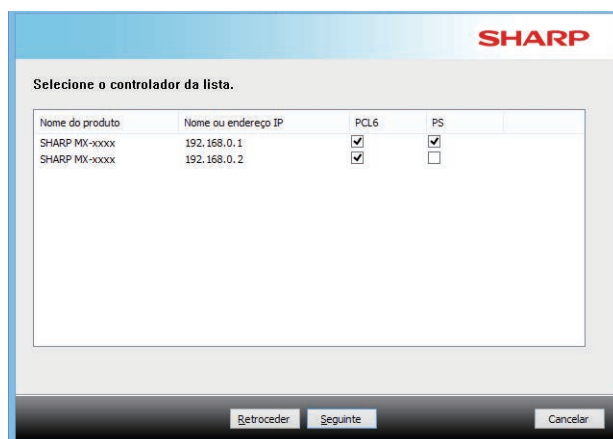 SHARP
Selecione o controlador da lista.
Nome do produto Nome ou endereço IP PCL6 PS
SHARP MX-xxxx 192.168.0.1
SHARP MX-xxxx 192.168.0.2
Retroceder Seguinte Cancelar